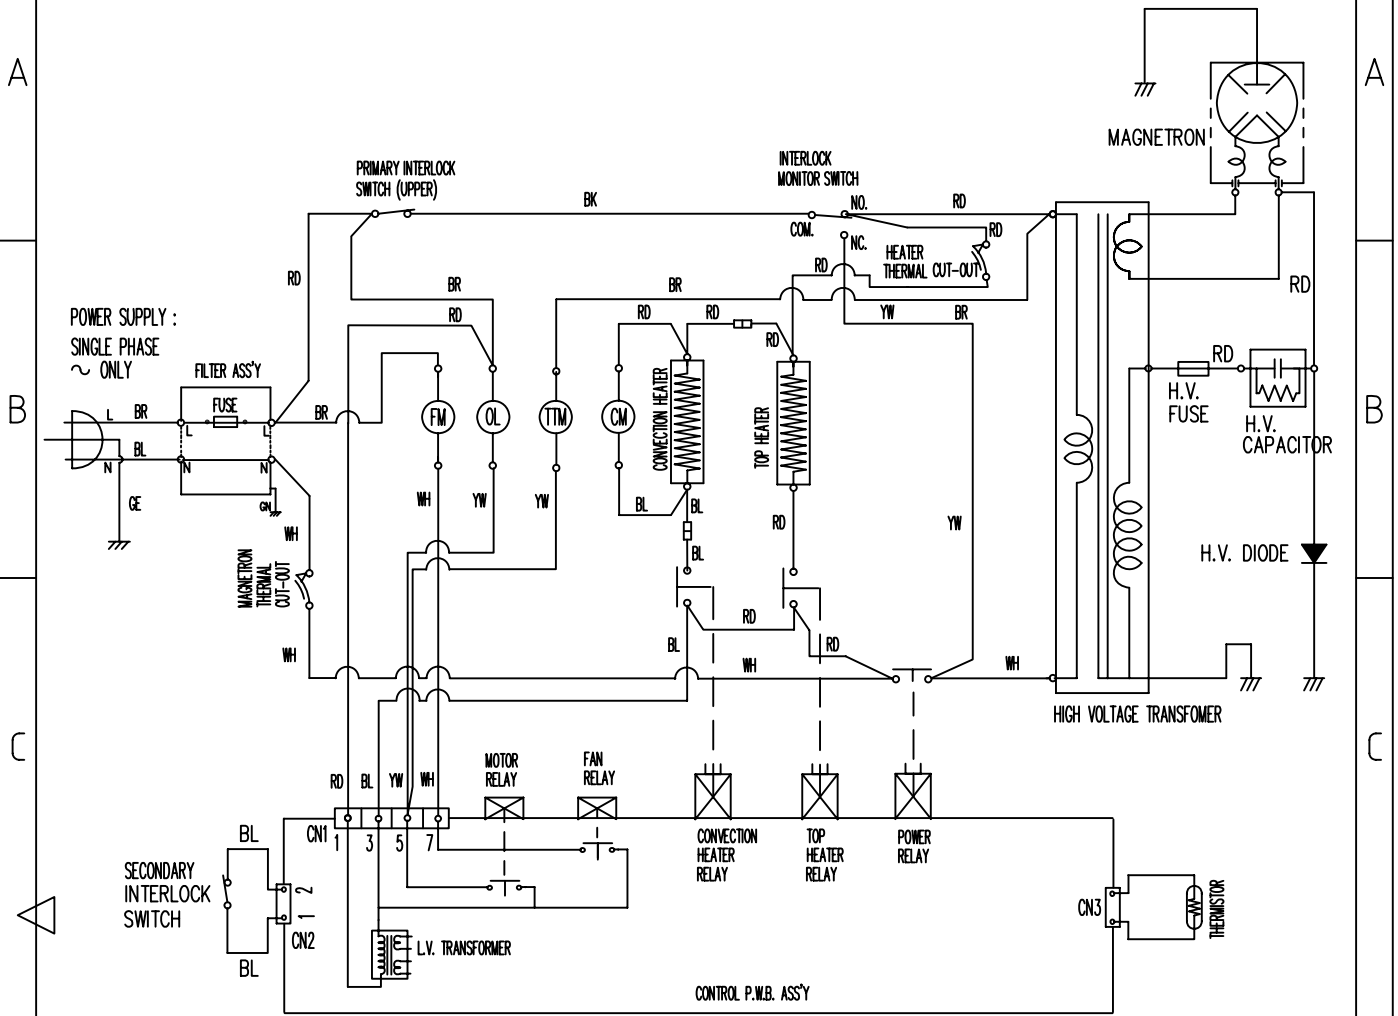 A
A
MAGNETRON
PRIMARY INTERLOCK
SWITCH (UPPER)
INTERLOCK
MONITOR SWITCH
BK
NO.
RD
COM.
NC.
RD
HEATER
THERMAL CUT-OUT
RD
RD
BR
RD
BR
RD
YW
BR
RD
RD
RD
RD
POWER SUPPLY :
SINGLE PHASE
~ ONLY
FILTER ASS'Y
FUSE
RD
H.V.
FUSE
H.V.
CAPACITOR
B
B
L
BR
L
L
BR
FM
OL
TTM
CM
CONVECTION HEATER
TOP HEATER
BL
N
N
N
GE
GN
WH
WH
YW
YW
BL
BL
RD
YW
MAGNETRON
THERMAL
CUT-OUT
BL
H.V. DIODE
RD
BL
RD
WH
WH
WH
HIGH VOLTAGE TRANSFOMER
C
C
RD
BL
YW
WH
MOTOR
RELAY
FAN
RELAY
CN1
1
3
5
7
CONVECTION
HEATER
RELAY
TOP
HEATER
RELAY
POWER
RELAY
BL
SECONDARY
INTERLOCK
SWITCH
2
1
CN2
BL
L.V. TRANSFORMER
CN3
THERMISTOR
CONTROL P.W.B. ASS'Y